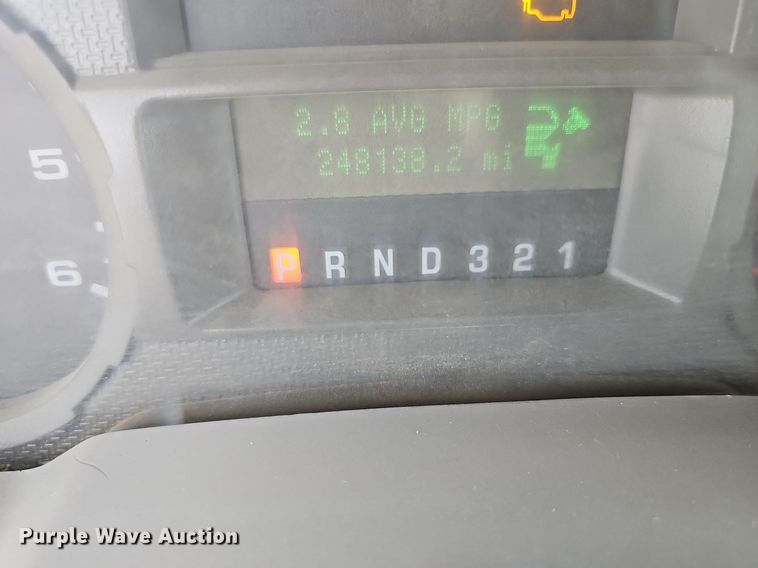 2.8 AVG MPG
248138.2 mi
5
6
P R N D 3 2 1
Purple Wave Auction